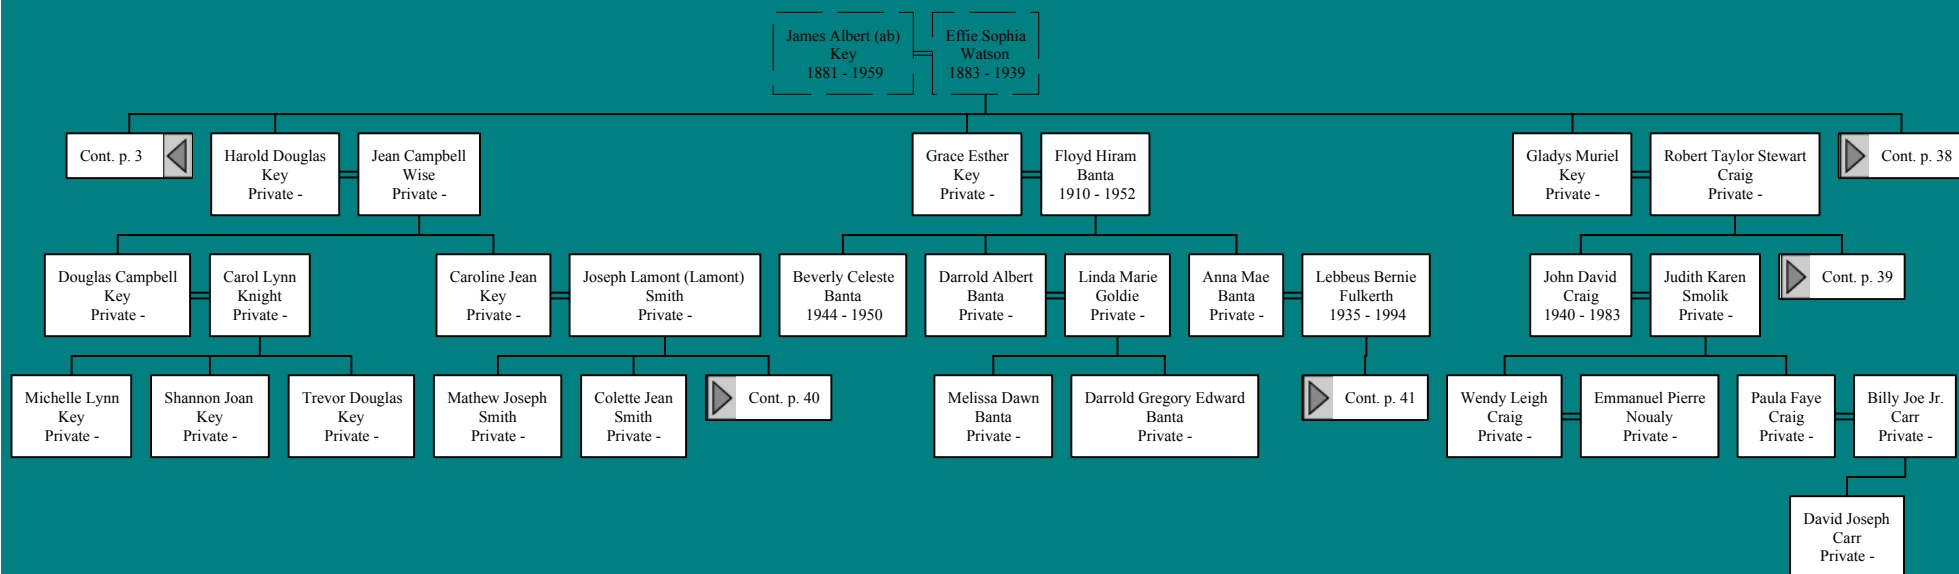 James Albert (ab)
Key
1881 - 1959
Effie Sophia
Watson
1883 - 1939
Cont. p. 3
Harold Douglas
Key
Private -
Jean Campbell
Wise
Private -
Grace Esther
Key
Private -
Floyd Hiram
Banta
1910 - 1952
Gladys Muriel
Key
Private -
Robert Taylor Stewart
Craig
Private -
Cont. p. 38
Douglas Campbell
Key
Private -
Carol Lynn
Knight
Private -
Caroline Jean
Key
Private -
Joseph Lamont (Lamont)
Smith
Private -
Beverly Celeste
Banta
1944 - 1950
Darrold Albert
Banta
Private -
Linda Marie
Goldie
Private -
Anna Mae
Banta
Private -
Lebbeus Bernie
Fulkerth
1935 - 1994
John David
Craig
1940 - 1983
Judith Karen
Smolik
Private -
Cont. p. 39
Michelle Lynn
Key
Private -
Shannon Joan
Key
Private -
Trevor Douglas
Key
Private -
Mathew Joseph
Smith
Private -
Colette Jean
Smith
Private -
Cont. p. 40
Melissa Dawn
Banta
Private -
Darrold Gregory Edward
Banta
Private -
Cont. p. 41
Wendy Leigh
Craig
Private -
Emmanuel Pierre
Noualy
Private -
Paula Faye
Craig
Private -
Billy Joe Jr.
Carr
Private -
David Joseph
Carr
Private -